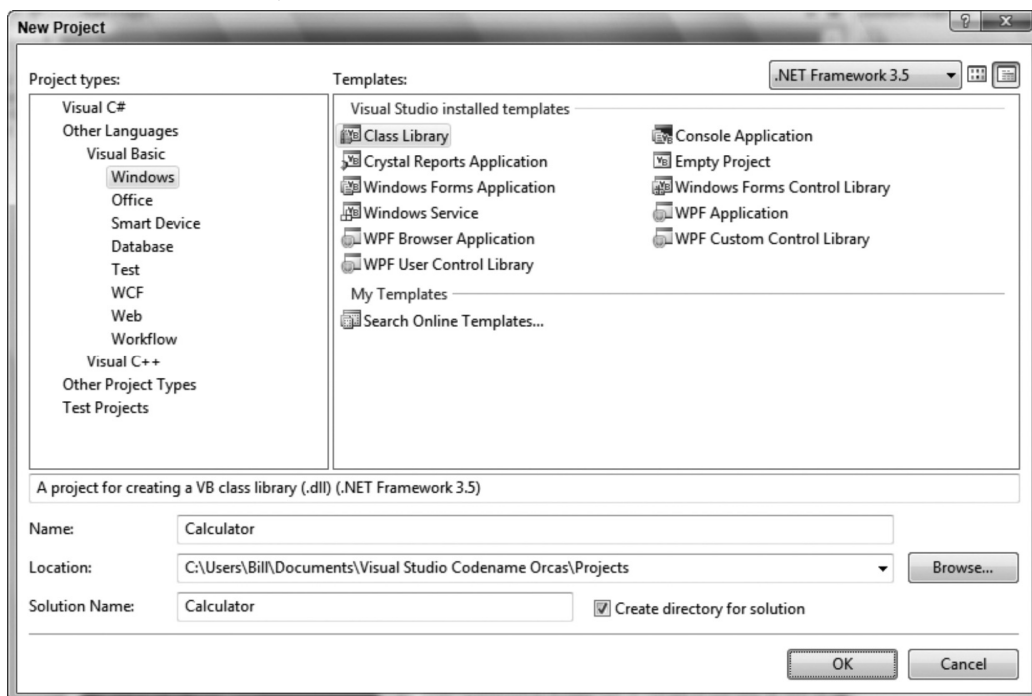 New Project
Project types:
Templates:
.NET Framework 3.5
Visual C#
Other Languages
Visual Basic
Windows
Office
Smart Device
Database
Test
WCF
Web
Workflow
Visual C++
Other Project Types
Test Projects
Visual Studio installed templates
Class Library
Console Application
Crystal Reports Application
Empty Project
Windows Forms Application
Windows Forms Control Library
Windows Service
WPF Application
WPF Browser Application
WPF Custom Control Library
WPF User Control Library
My Templates
Search Online Templates...
A project for creating a VB class library (.dll) (.NET Framework 3.5)
Name: Calculator
Location: C:\Users\Bill\Documents\Visual Studio Codename Orcas\Projects Browse...
Solution Name: Calculator Create directory for solution
OK Cancel